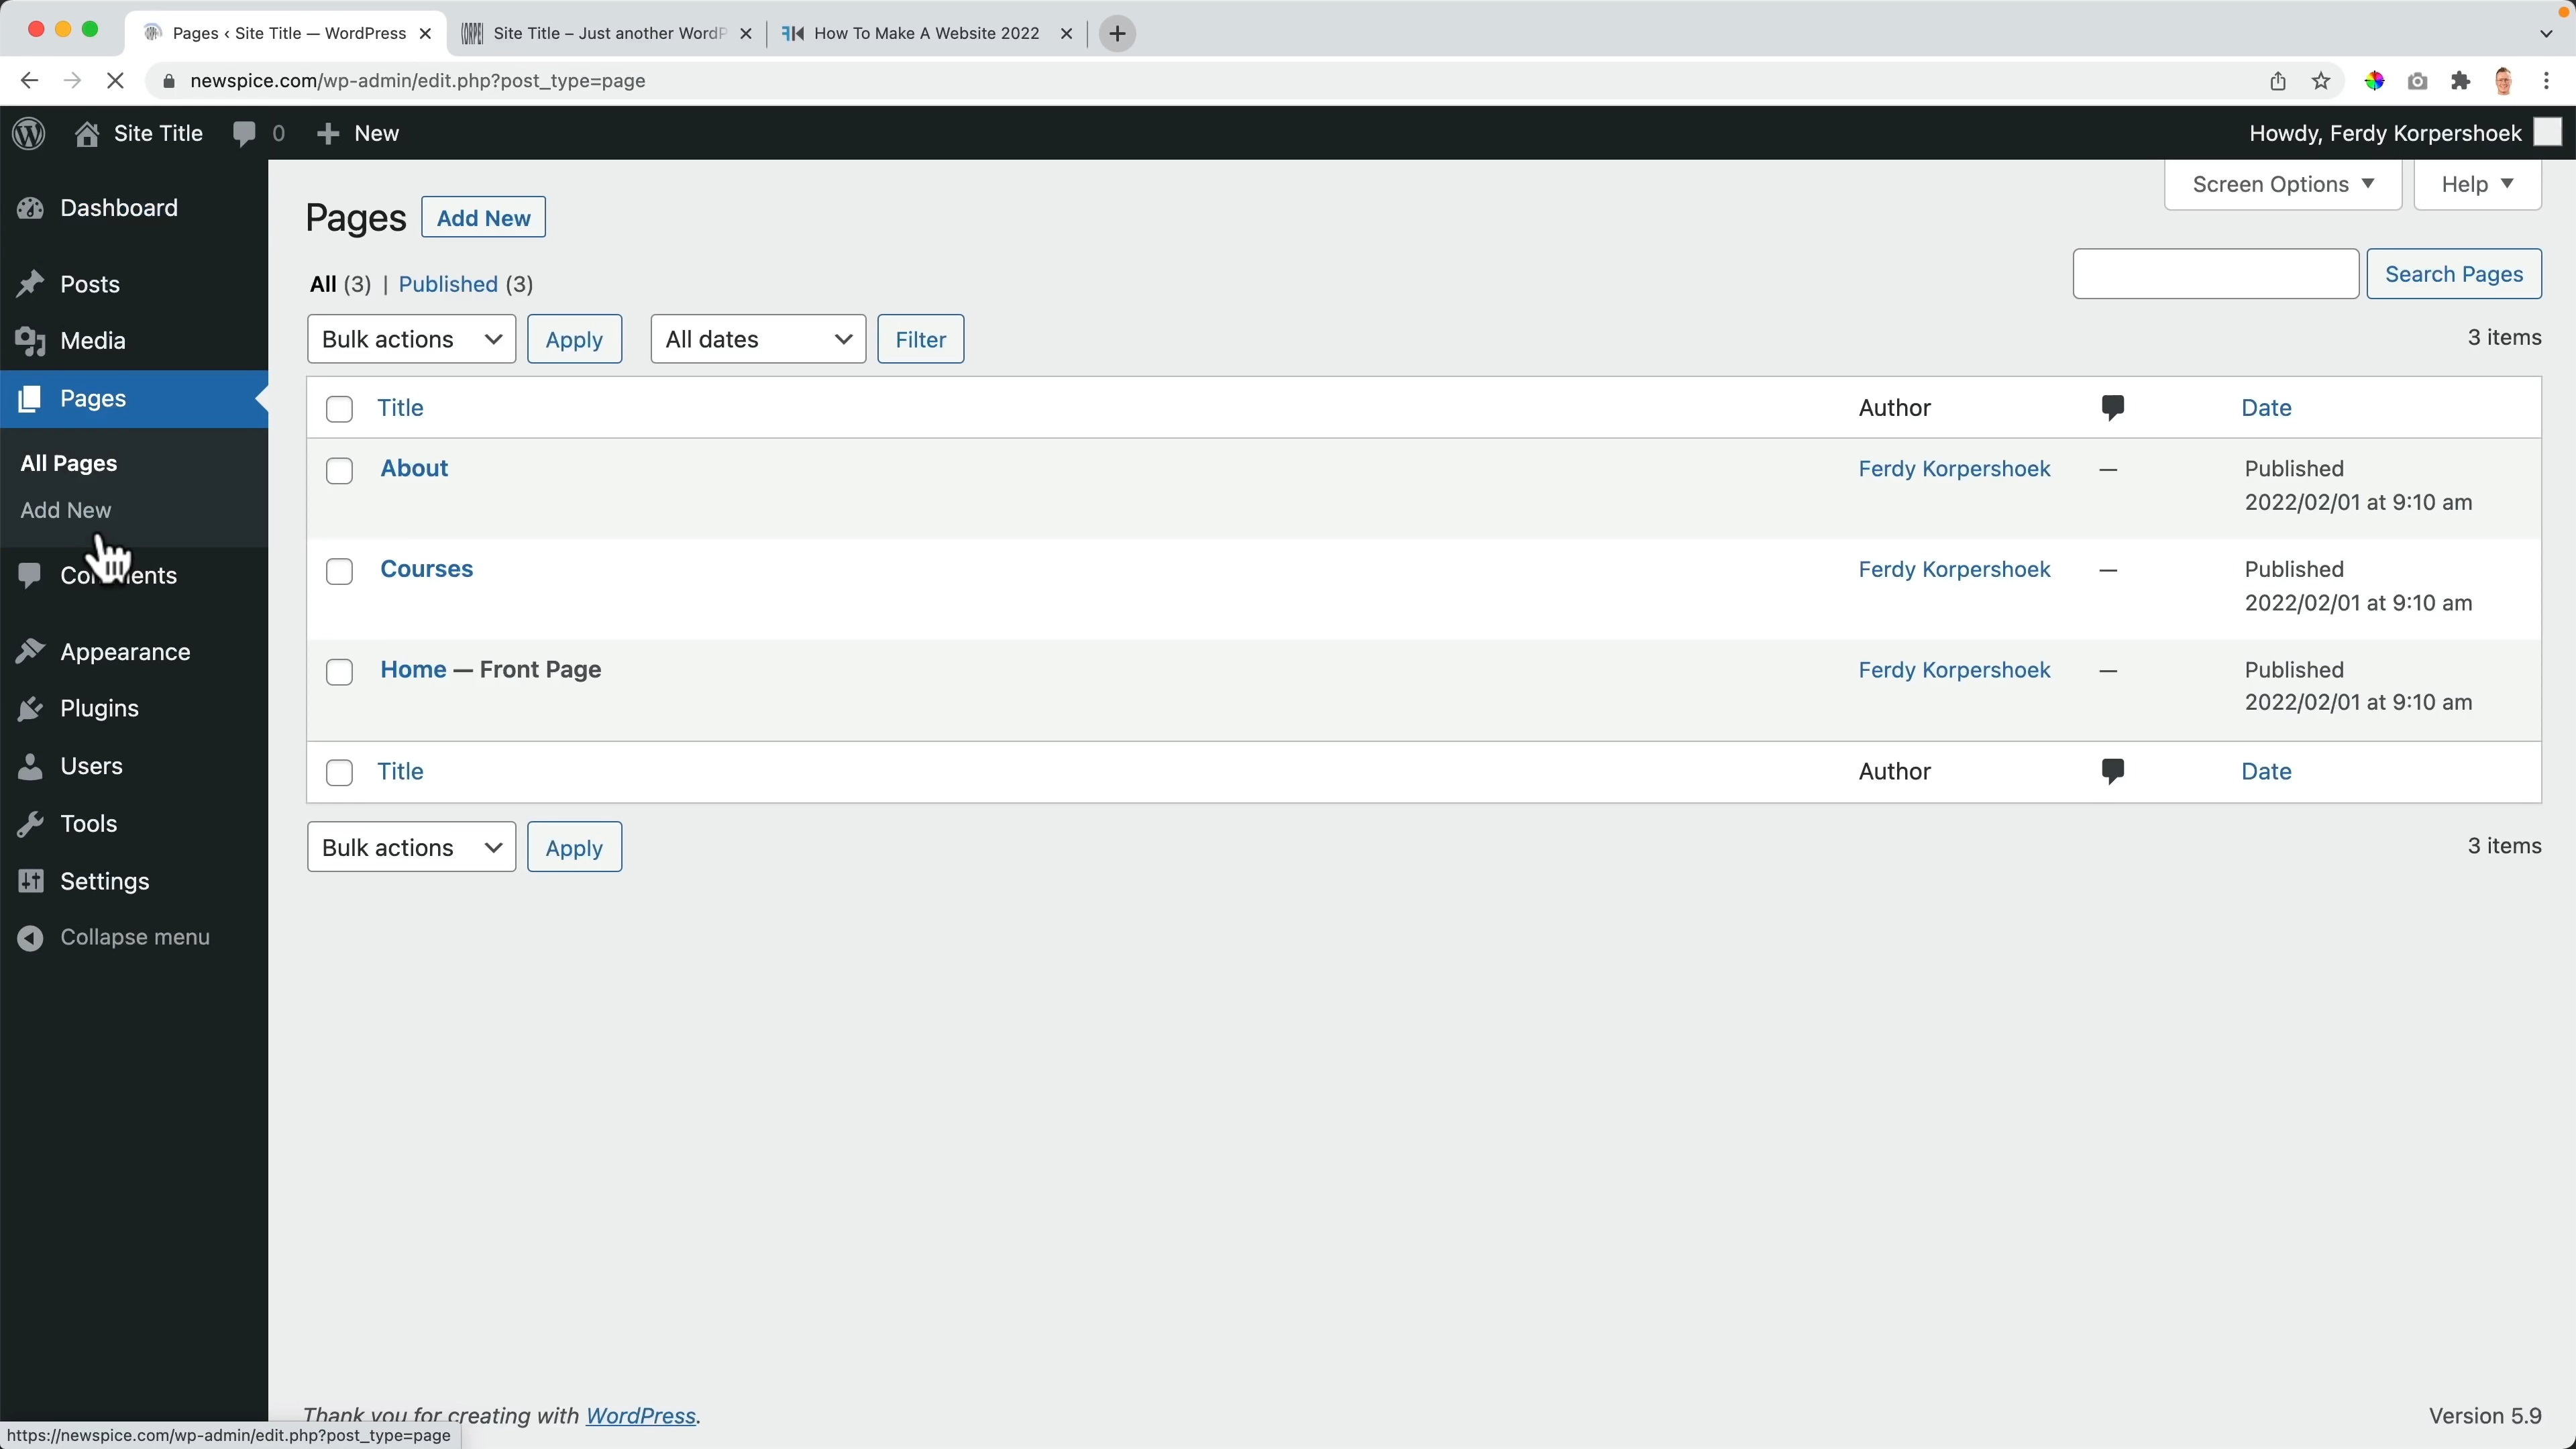 Pages ‹ Site Title — WordPress
Site Title – Just another WordP
How To Make A Website 2022
newspice.com/wp-admin/edit.php?post_type=page
Site Title
0
New
Howdy, Ferdy Korpershoek
Dashboard
Posts
Media
Pages
All Pages
Add New
Comments
Appearance
Plugins
Users
Tools
Settings
Collapse menu
Screen Options
Help
Pages
Add New
All (3) | Published (3)
Search Pages
Bulk actions
Apply
All dates
Filter
3 items
Title
Author
Date
About
Ferdy Korpershoek
—
Published
2022/02/01 at 9:10 am
Courses
Ferdy Korpershoek
—
Published
2022/02/01 at 9:10 am
Home — Front Page
Ferdy Korpershoek
—
Published
2022/02/01 at 9:10 am
Title
Author
Date
Bulk actions
Apply
3 items
Thank you for creating with WordPress.
Version 5.9
https://newspice.com/wp-admin/edit.php?post_type=page